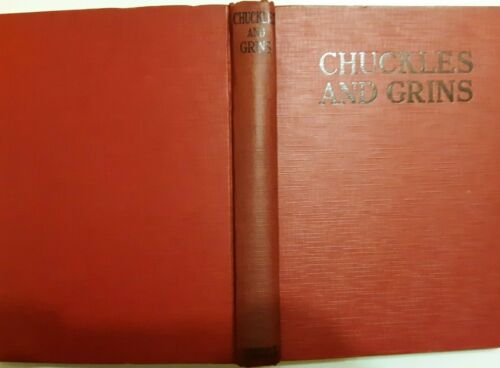 CHUCKLES
AND
GRINS
CHUCKLES
AND GRINS